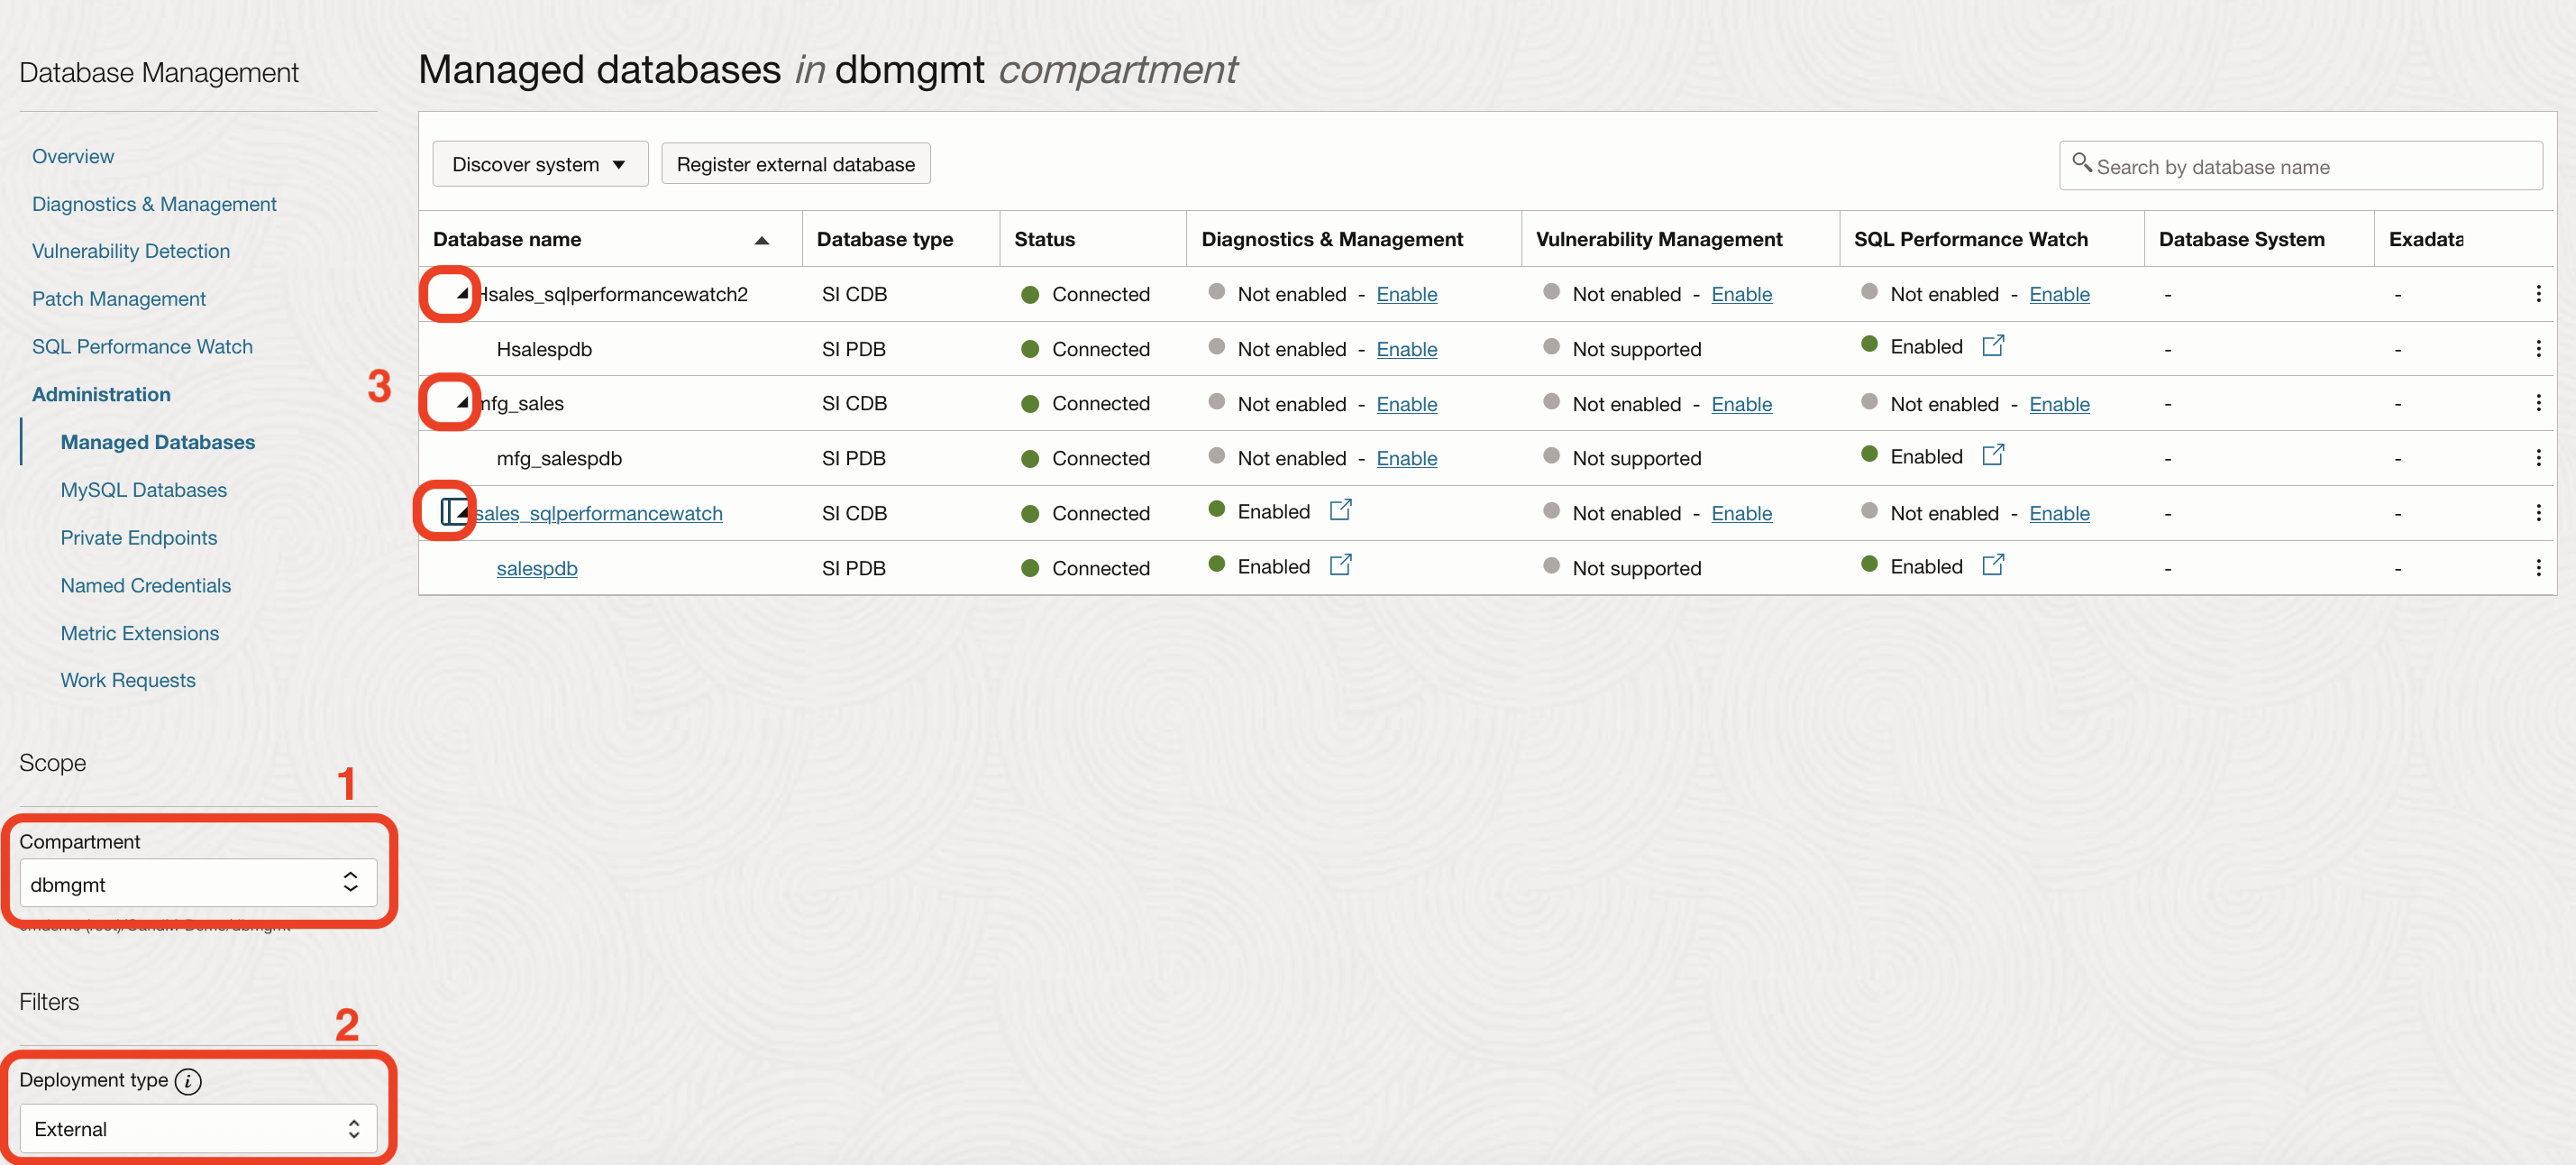 Database Management
Overview
Diagnostics & Management
Vulnerability Detection
Patch Management
SQL Performance Watch
Administration
Managed Databases
MySQL Databases
Private Endpoints
Named Credentials
Metric Extensions
Work Requests
Scope
1
Compartment
dbmgmt
Filters
2
Deployment type i
External
Managed databases in dbmgmt compartment
Discover system
Register external database
Search by database name
Database name Database type Status Diagnostics & Management Vulnerability Management SQL Performance Watch Database System Exadata
Hsales_sqlperformancewatch2 SI CDB Connected Not enabled - Enable Not enabled - Enable Not enabled - Enable - -
Hsalespdb SI PDB Connected Not enabled - Enable Not supported Enabled - -
3
mfg_sales SI CDB Connected Not enabled - Enable Not enabled - Enable Not enabled - Enable - -
mfg_salespdb SI PDB Connected Not enabled - Enable Not supported Enabled - -
sales_sqlperformancewatch SI CDB Connected Enabled Not enabled - Enable Not enabled - Enable - -
salespdb SI PDB Connected Enabled Not supported Enabled - -